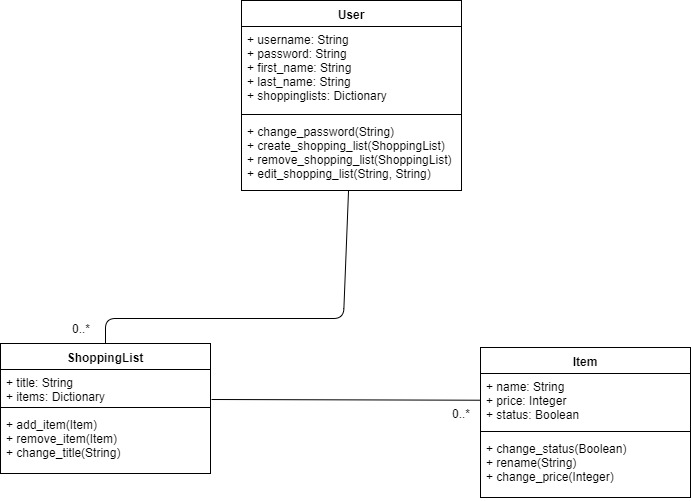 User
+ username: String
+ password: String
+ first_name: String
+ last_name: String
+ shoppinglists: Dictionary
+ change_password(String)
+ create_shopping_list(ShoppingList)
+ remove_shopping_list(ShoppingList)
+ edit_shopping_list(String, String)
0..*
ShoppingList
+ title: String
+ items: Dictionary
+ add_item(Item)
+ remove_item(Item)
+ change_title(String)
0..*
Item
+ name: String
+ price: Integer
+ status: Boolean
+ change_status(Boolean)
+ rename(String)
+ change_price(Integer)